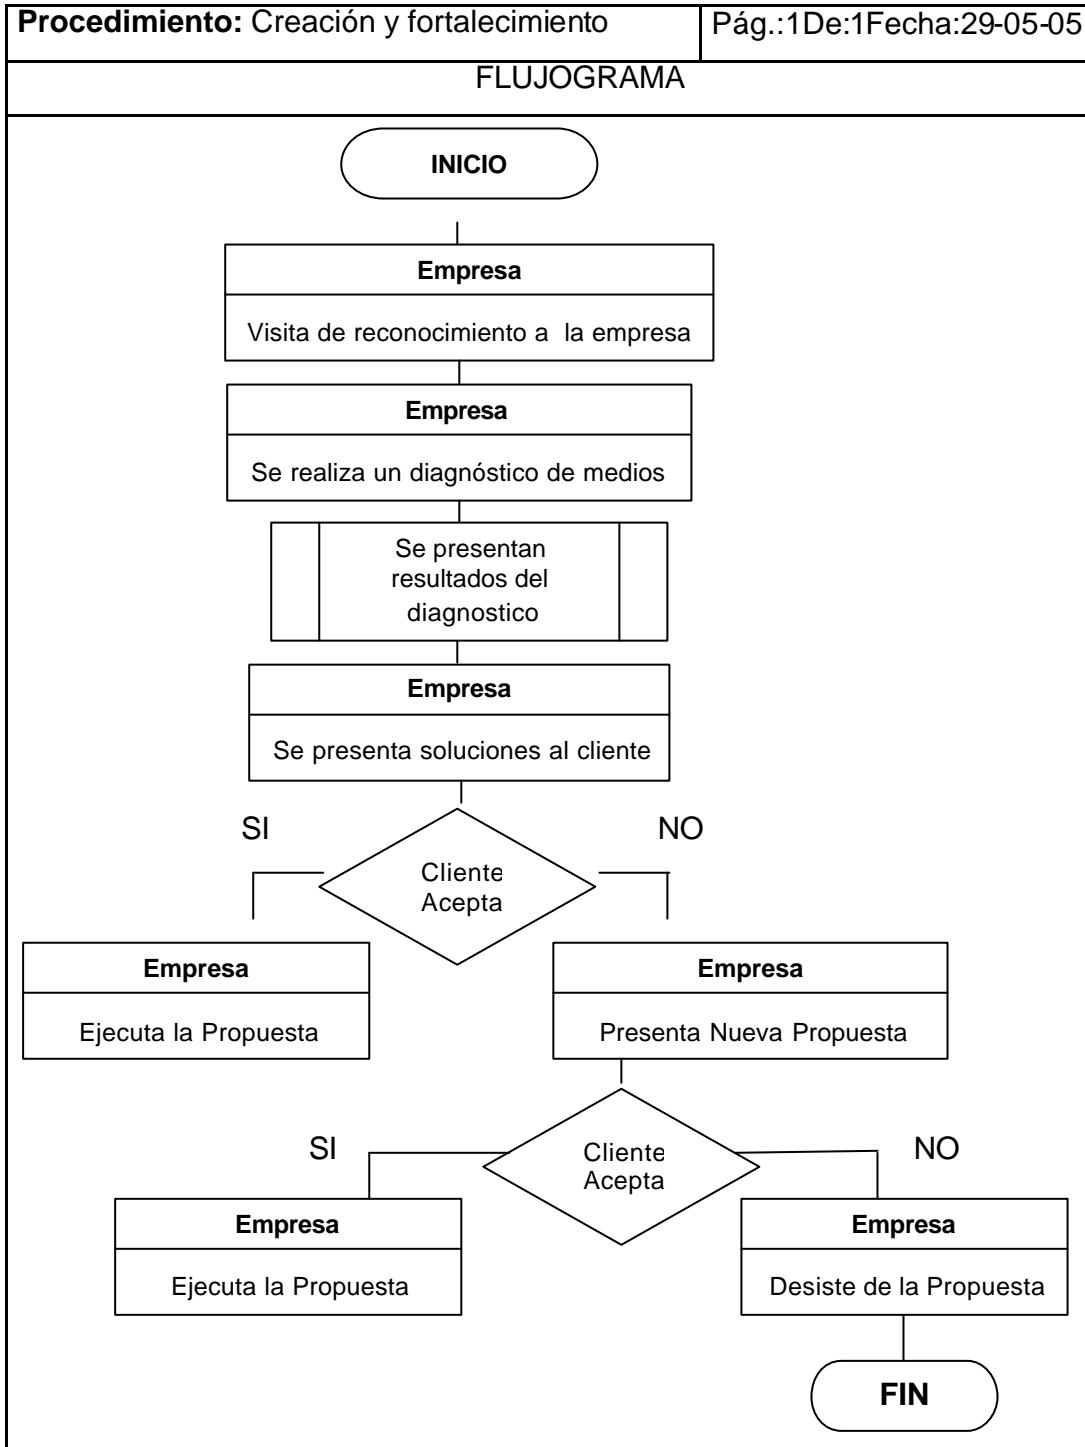 Procedimiento: Creación y fortalecimiento
Pág.:1De:1Fecha:29-05-05
FLUJOGRAMA
INICIO
Empresa
Visita de reconocimiento a la empresa
Empresa
Se realiza un diagnóstico de medios
Se presentan
resultados del
diagnostico
Empresa
Se presenta soluciones al cliente
SI
NO
Cliente
Acepta
Empresa
Ejecuta la Propuesta
Empresa
Presenta Nueva Propuesta
SI
NO
Cliente
Acepta
Empresa
Ejecuta la Propuesta
Empresa
Desiste de la Propuesta
FIN